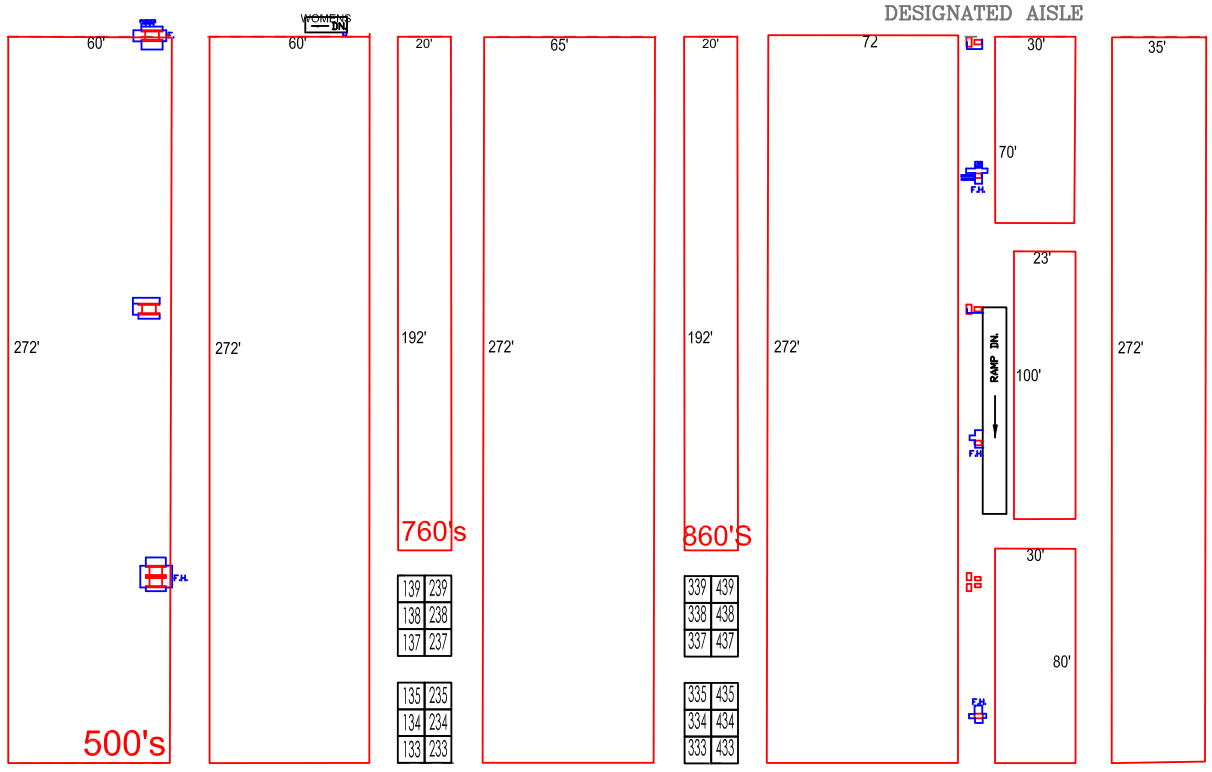 DESIGNATED AISLE
WOMENS
DN.
60'
60'
20'
65'
20'
72
30'
35'
70'
F.H.
23'
272'
272'
192'
272'
192'
272'
RAMP DN.
100'
272'
F.H.
760's
860'S
30'
F.H.
139 239
138 238
137 237
339 439
338 438
337 437
80'
135 235
134 234
133 233
335 435
334 434
333 433
F.H.
500's